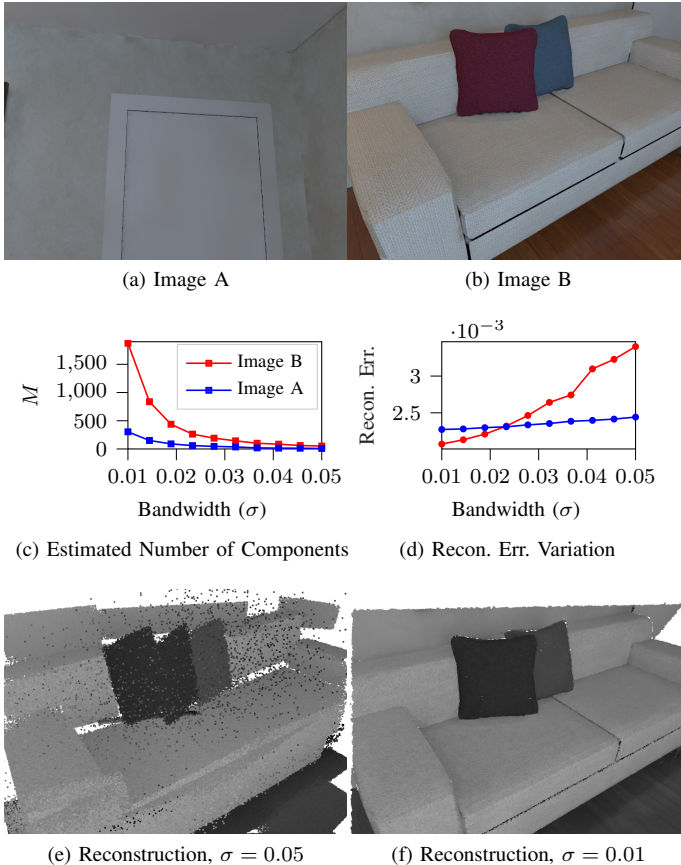 (a) Image A
(b) Image B
·10⁻³
1,500
1,000
500
0
M
Image B
Image A
0.01 0.02 0.03 0.04 0.05
Bandwidth (σ)
3
2.5
Recon. Err.
0.01 0.02 0.03 0.04 0.05
Bandwidth (σ)
(c) Estimated Number of Components
(d) Recon. Err. Variation
(e) Reconstruction, σ = 0.05
(f) Reconstruction, σ = 0.01